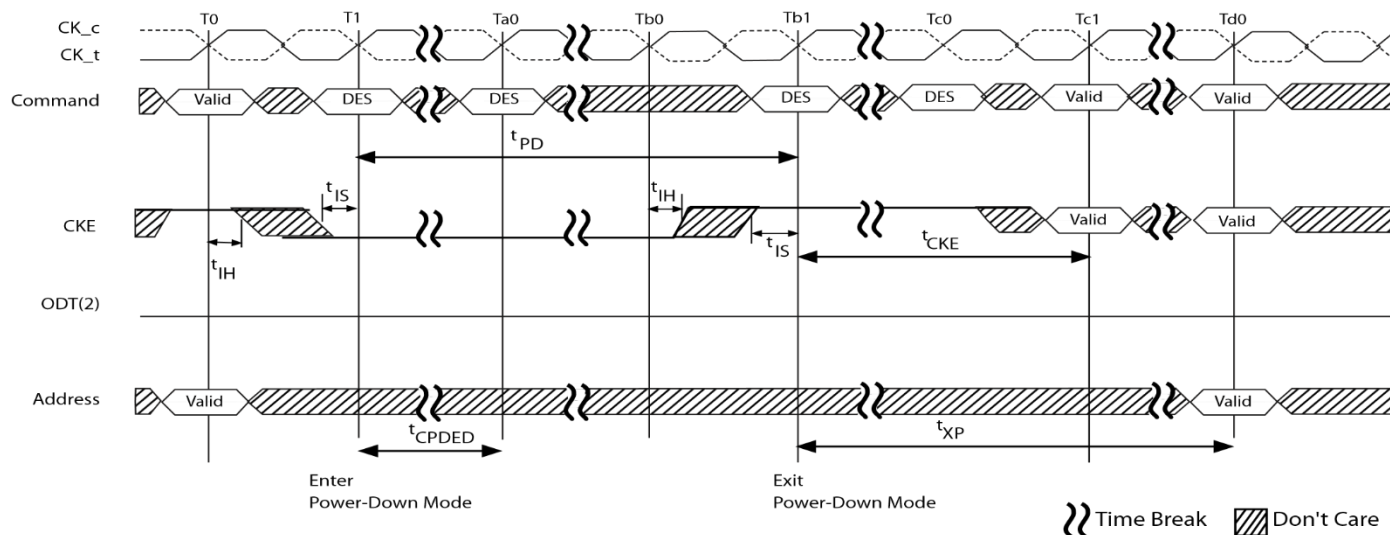 T0 T1 Ta0 Tb0 Tb1 Tc0 Tc1 Td0
CK_c
CK_t
Command Valid DES DES DES DES Valid Valid
tPD
tIS tIH
CKE Valid Valid
tIH tIS tCKE
ODT(2)
Address Valid Valid
tCPDED tXP
Enter
Power-Down Mode
Exit
Power-Down Mode
Time Break Don't Care